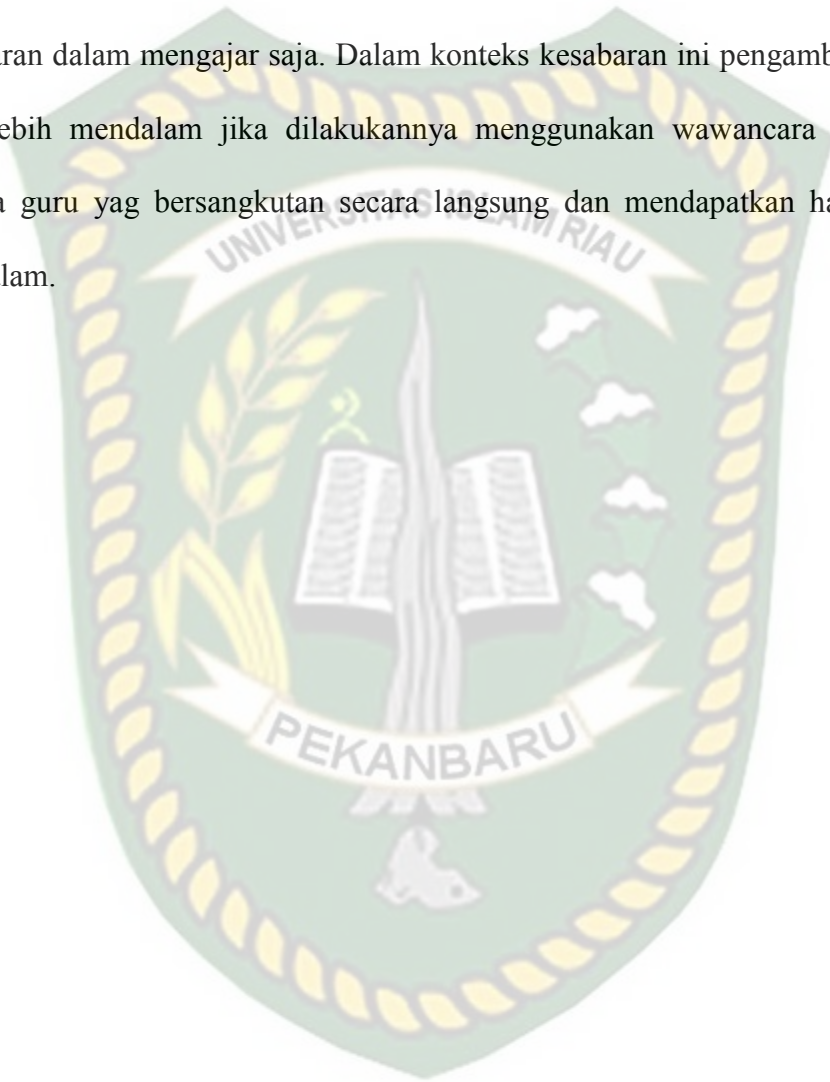 aran dalam mengajar saja. Dalam konteks kesabaran ini pengamb
ebih mendalam jika dilakukannya menggunakan wawancara
a guru yag bersangkutan secara langsung dan mendapatkan ha
alam.
UNIVERSITAS ISLAM RIAU
PEKANBARU